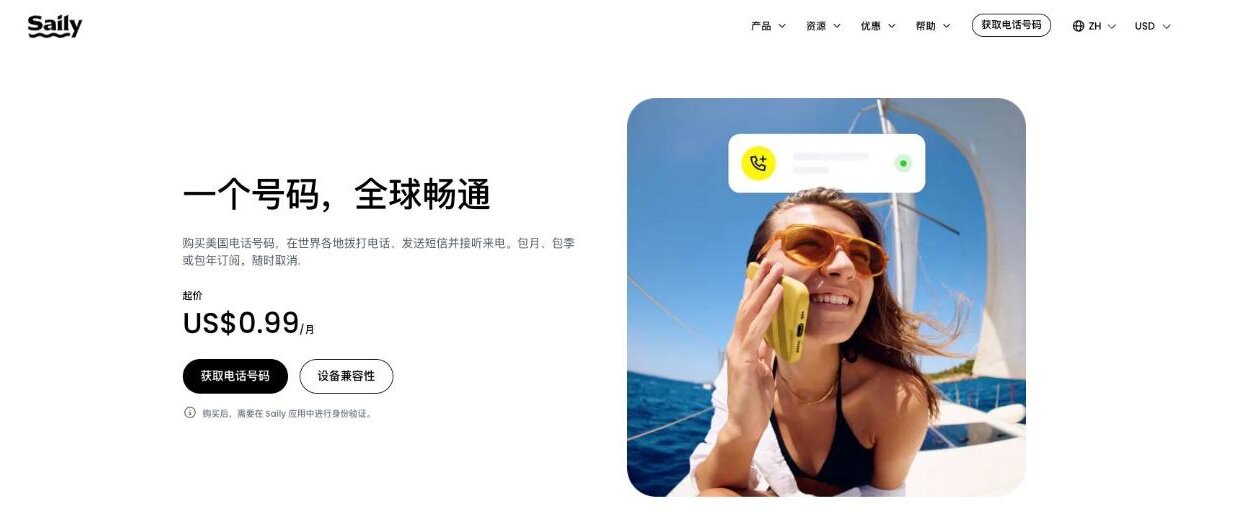 Saily
产品
资源
优惠
帮助
获取电话号码
ZH
USD
一个号码，全球畅通
购买美国电话号码，在世界各地拨打电话、发送短信并接听来电。包月、包季
或包年订阅。随时取消.
起价
US$0.99/月
获取电话号码
设备兼容性
购买后，需要在 Saily 应用中进行身份验证。